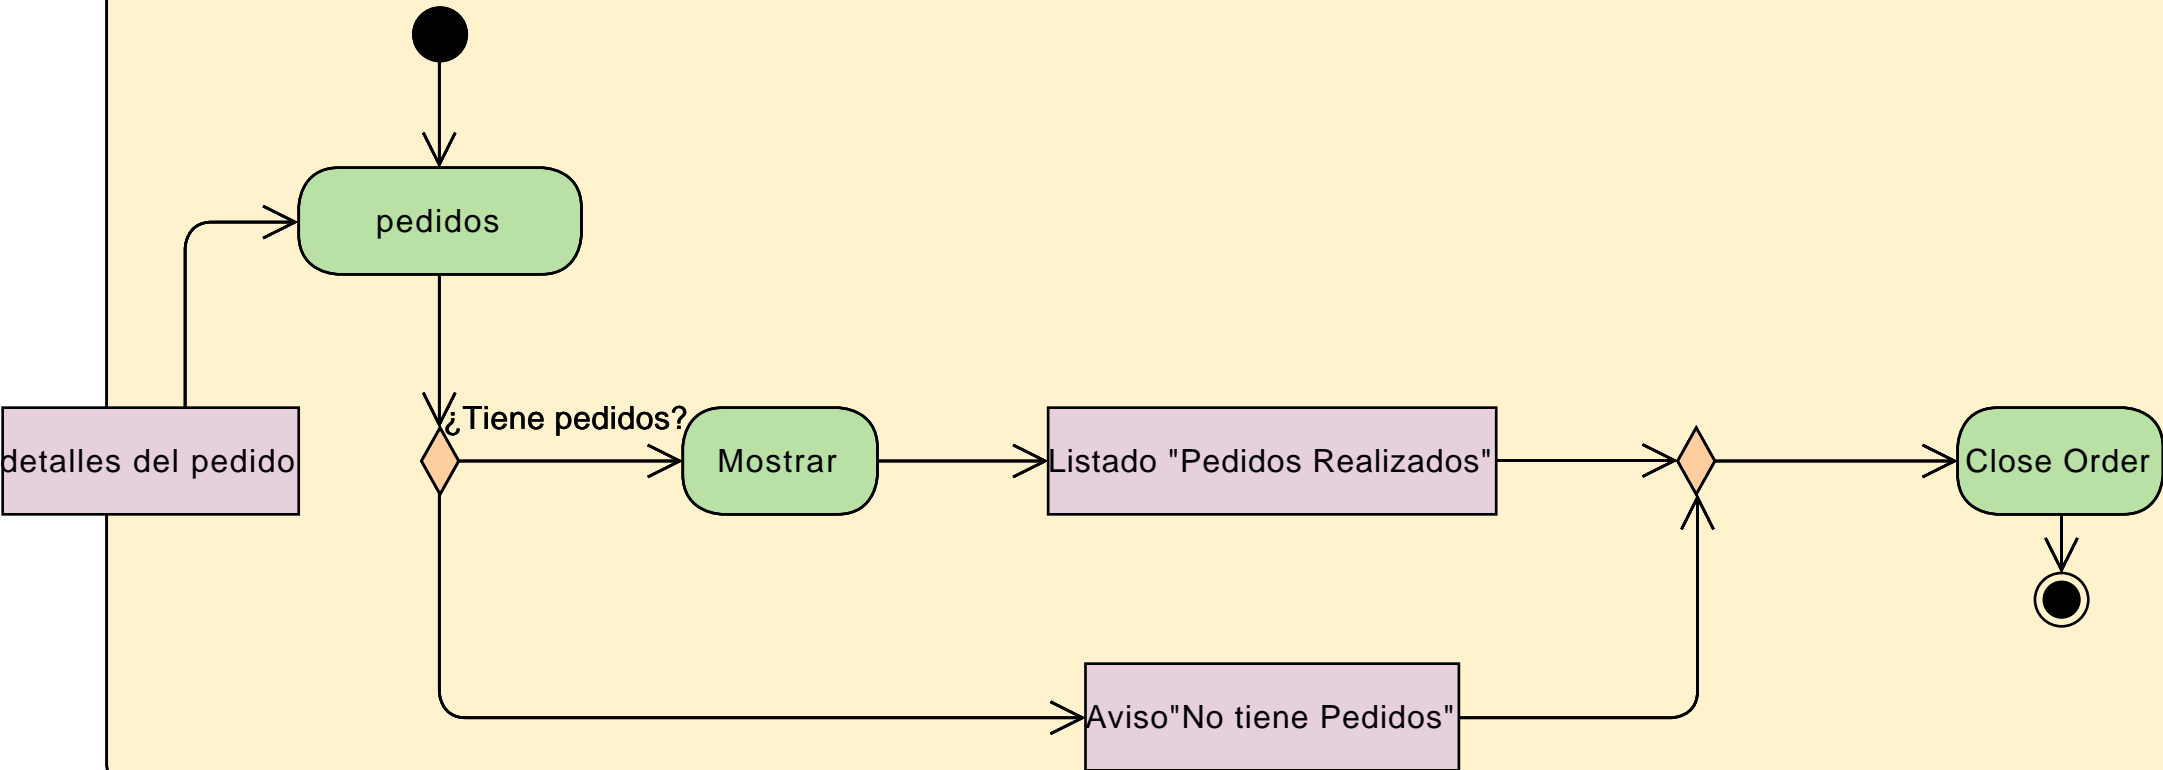 pedidos
¿Tiene pedidos?
detalles del pedido
Mostrar
Listado "Pedidos Realizados"
Close Order
Aviso"No tiene Pedidos"